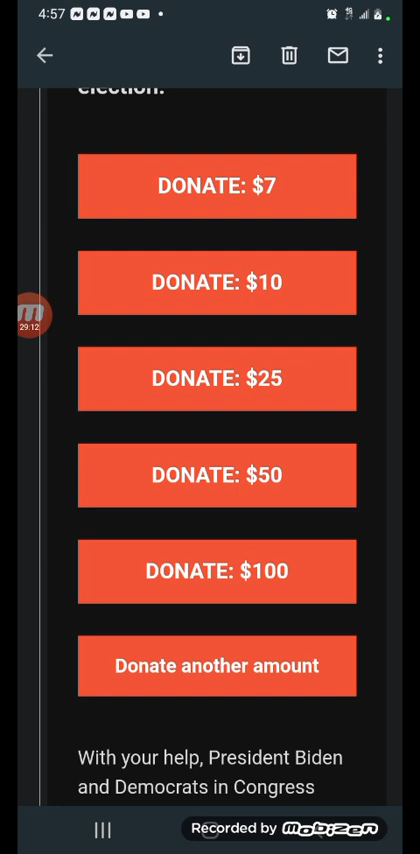 4:57
election.
29:12
DONATE: $7
DONATE: $10
DONATE: $25
DONATE: $50
DONATE: $100
Donate another amount
With your help, President Biden
and Democrats in Congress
Recorded by mobizen